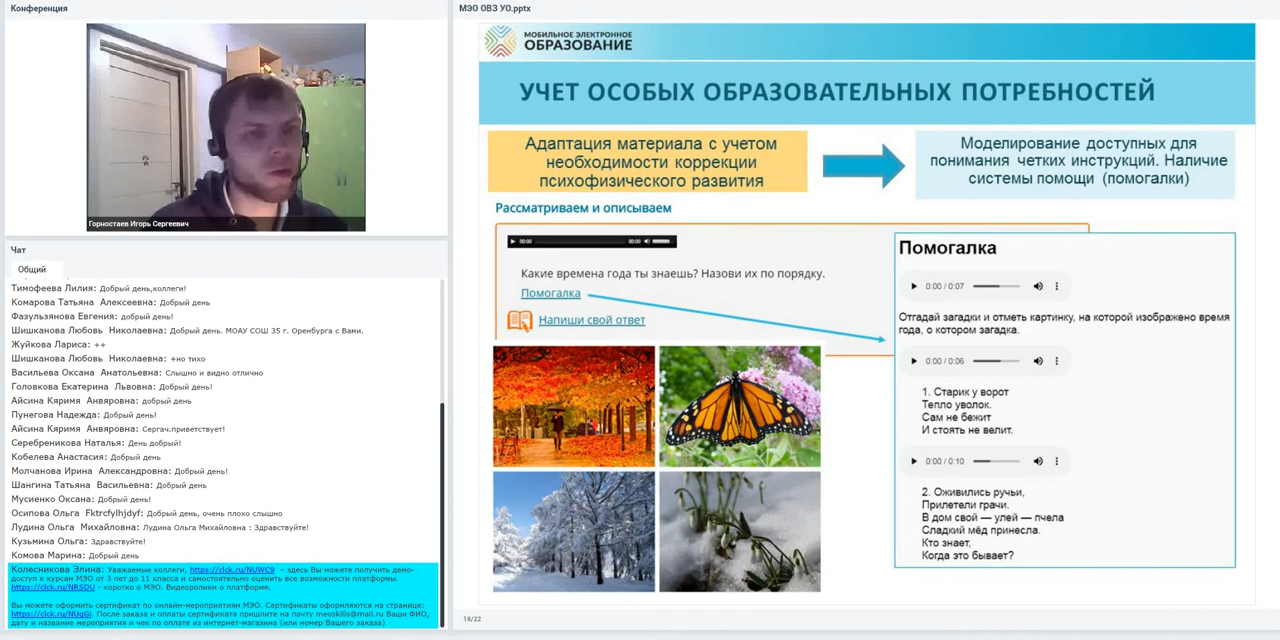 Конференция
Горностаев Игорь Сергеевич
Чат
Общий
Тимофеева Лилия: Добрый день,коллеги!
Комарова Татьяна Алексеевна: Добрый день
Фазульзянова Евгения: добрый день!
Шишканова Любовь Николаевна: Добрый день. МОАУ СОШ 35 г. Оренбурга с Вами.
Жуйкова Лариса: ++
Шишканова Любовь Николаевна: +но тихо
Васильева Оксана Анатольевна: Слышно и видно отлично
Головкова Екатерина Львовна: Добрый день!
Айсина Кяримя Анвяровна: добрый день
Пунегова Надежда: Добрый день!
Айсина Кяримя Анвяровна: Сергач.приветствует!
Серебреникова Наталья: День добрый!
Кобелева Анастасия: Добрый день
Молчанова Ирина Александровна: Добрый день!
Шангина Татьяна Васильевна: Добрый день
Мусиенко Оксана: Добрый день!
Осипова Ольга Fktrcfylhjdyf: Добрый день, очень плохо слышно
Лудина Ольга Михайловна: Лудина Ольга Михайловна : Здравствуйте!
Кузьмина Ольга: Здравствуйте!
Комова Марина: Добрый день
Колесникова Элина: Уважаемые коллеги, https://clck.ru/NUWC9 – здесь Вы можете получить демо-
доступ к курсам МЭО от 3 лет до 11 класса и самостоятельно оценить все возможности платформы.
https://clck.ru/NRSDU - коротко о МЭО. Видеоролики о платформе.
Вы можете оформить сертификат по онлайн-мероприятиям МЭО. Сертификаты оформляются на странице:
https://clck.ru/NUqGi. После заказа и оплаты сертификата пришлите на почту meoskills@mail.ru Ваши ФИО,
дату и название мероприятия и чек по оплате из интернет-магазина (или номер Вашего заказа)
МЭО ОВЗ УО.pptx
МОБИЛЬНОЕ ЭЛЕКТРОННОЕ
ОБРАЗОВАНИЕ
УЧЕТ ОСОБЫХ ОБРАЗОВАТЕЛЬНЫХ ПОТРЕБНОСТЕЙ
Адаптация материала с учетом
необходимости коррекции
психофизического развития
Моделирование доступных для
понимания четких инструкций. Наличие
системы помощи (помогалки)
Рассматриваем и описываем
00:00 00:00
Какие времена года ты знаешь? Назови их по порядку.
Помогалка
Напиши свой ответ
Помогалка
0:00 / 0:07
Отгадай загадки и отметь картинку, на которой изображено время
года, о котором загадка.
0:00 / 0:06
1. Старик у ворот
Тепло уволок.
Сам не бежит
И стоять не велит.
0:00 / 0:10
2. Оживились ручьи,
Прилетели грачи.
В дом свой — улей — пчела
Сладкий мёд принесла.
Кто знает,
Когда это бывает?
18/22